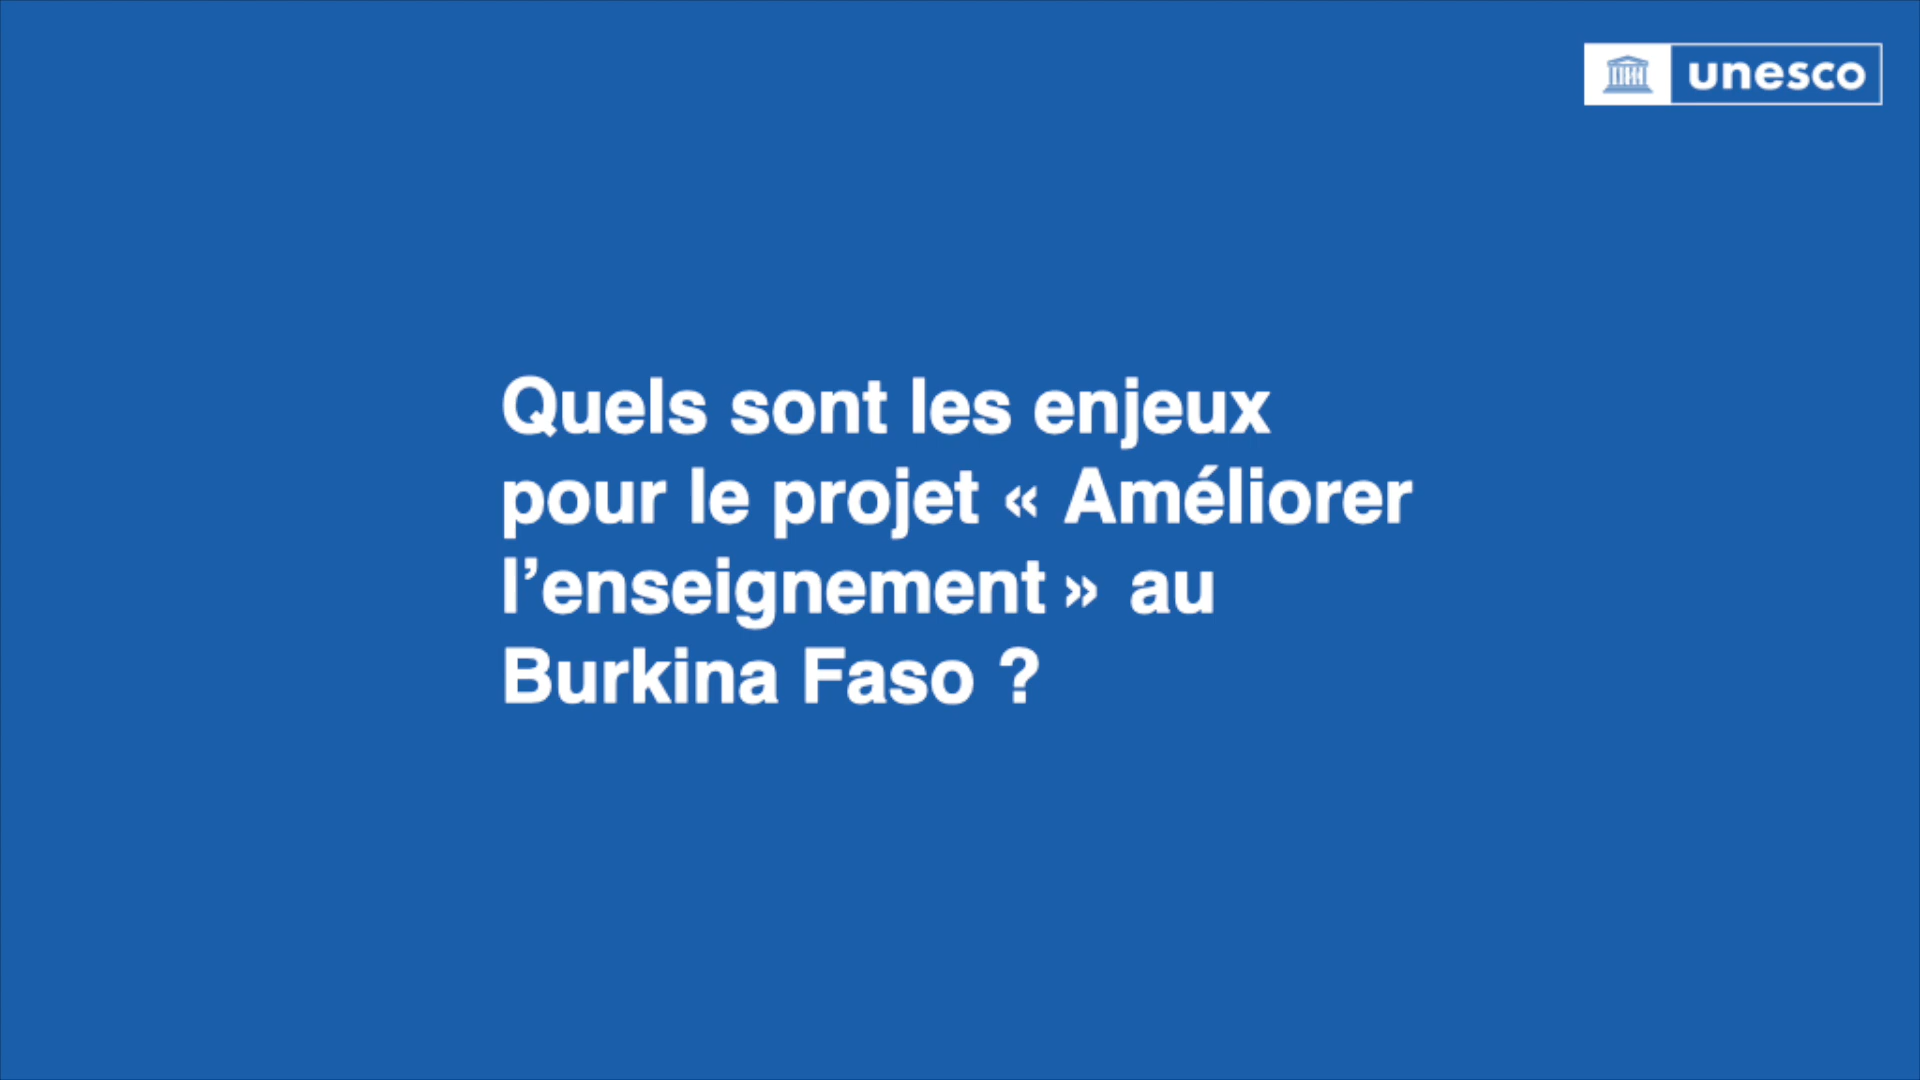 unesco
Quels sont les enjeux
pour le projet « Améliorer
l’enseignement » au
Burkina Faso ?